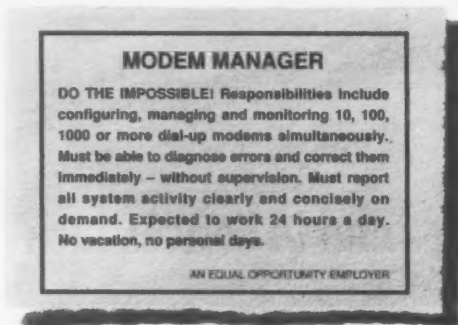 MODEM MANAGER
DO THE IMPOSSIBLE! Responsibilities include
configuring, managing and monitoring 10, 100,
1000 or more dial-up modems simultaneously.
Must be able to diagnose errors and correct them
immediately – without supervision. Must report
all system activity clearly and concisely on
demand. Expected to work 24 hours a day.
No vacation, no personal days.
AN EQUAL OPPORTUNITY EMPLOYER